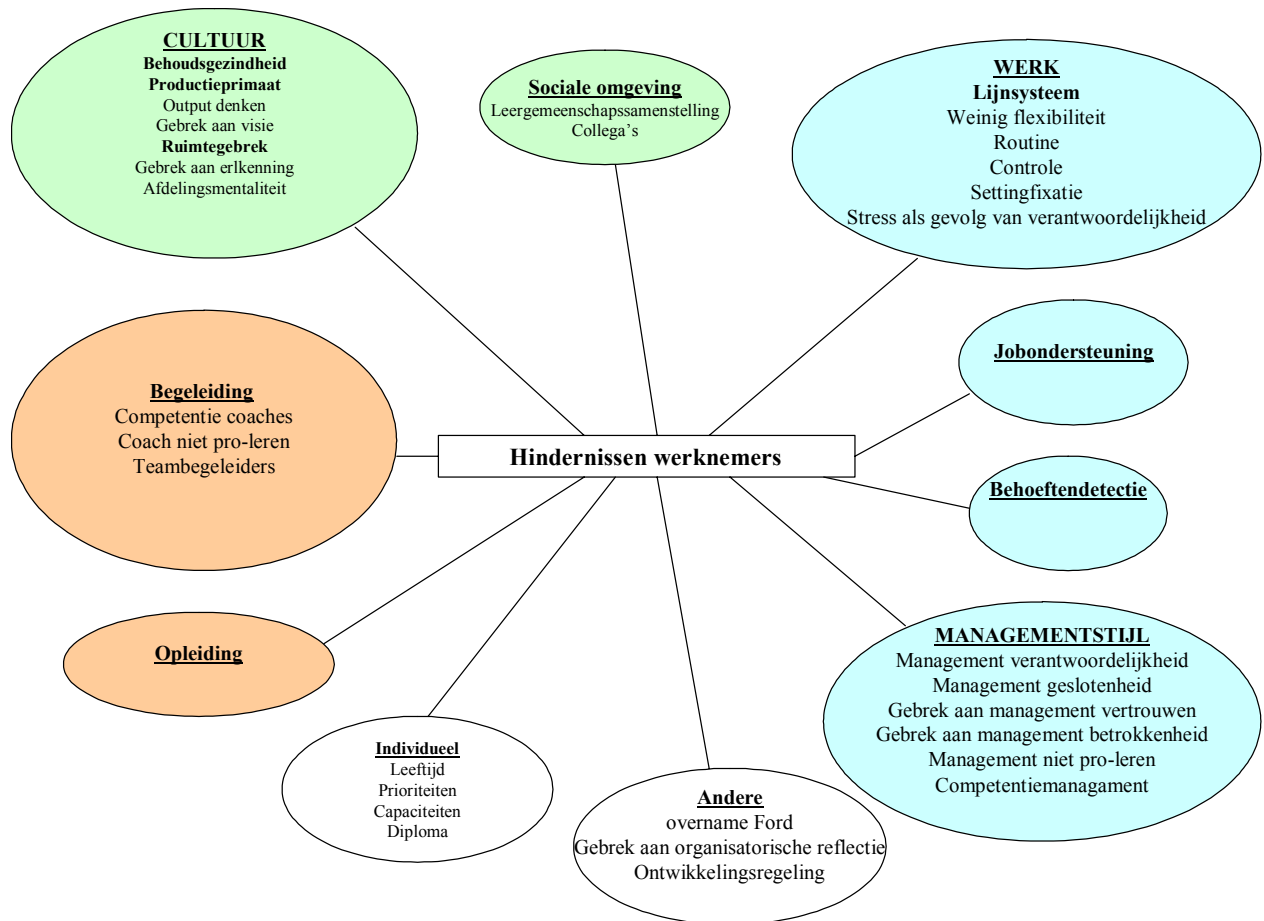 CULTUUR
Behoudsgezindheid
Productieprimaat
Output denken
Gebrek aan visie
Ruimtegebrek
Gebrek aan erlkenning
Afdelingsmentaliteit
Sociale omgeving
Leergemeenschapssamenstelling
Collega's
WERK
Lijnsysteem
Weinig flexibiliteit
Routine
Controle
Settingfixatie
Stress als gevolg van verantwoordelijkheid
Jobondersteuning
Begeleiding
Competentie coaches
Coach niet pro-leren
Teambegeleiders
Hindernissen werknemers
Behoeftendetectie
Opleiding
MANAGEMENTSTIJL
Management verantwoordelijkheid
Management geslotenheid
Gebrek aan management vertrouwen
Gebrek aan management betrokkenheid
Management niet pro-leren
Competentiemanagament
Individueel
Leeftijd
Prioriteiten
Capaciteiten
Diploma
Andere
overname Ford
Gebrek aan organisatorische reflectie
Ontwikkelingsregeling